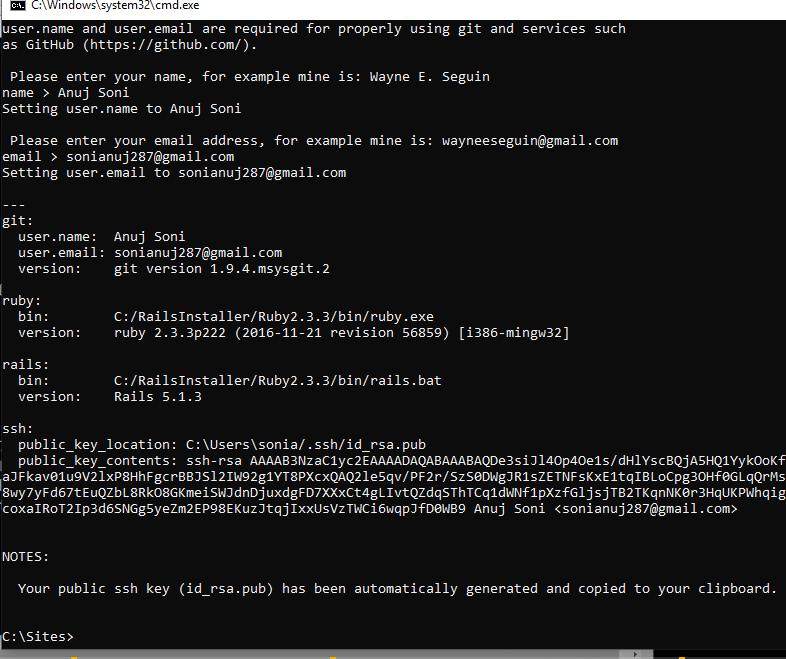 C:\Windows\system32\cmd.exe
user.name and user.email are required for properly using git and services such
as GitHub (https://github.com/).
Please enter your name, for example mine is: Wayne E. Seguin
name > Anuj Soni
Setting user.name to Anuj Soni
Please enter your email address, for example mine is: wayneeseguin@gmail.com
email > sonianuj287@gmail.com
Setting user.email to sonianuj287@gmail.com
---
git:
user.name: Anuj Soni
user.email: sonianuj287@gmail.com
version: git version 1.9.4.msysgit.2
ruby:
bin: C:/RailsInstaller/Ruby2.3.3/bin/ruby.exe
version: ruby 2.3.3p222 (2016-11-21 revision 56859) [i386-mingw32]
rails:
bin: C:/RailsInstaller/Ruby2.3.3/bin/rails.bat
version: Rails 5.1.3
ssh:
public_key_location: C:\Users\sonia/.ssh/id_rsa.pub
public_key_contents: ssh-rsa AAAAB3NzaC1yc2EAAAADAQABAAABAQDe3siJl4Op4Oe1s/dHlYscBQjA5HQ1YykOoKf
aJFkav01u9V2lxP8HhFgcrBBJSl2IW92g1YT8PXcxQAQ2le5qv/PF2r/SzS0DWgJR1sZETNFsKxE1tqIBLoCpg3OHf0GLqQrMs
8wy7yFd67tEuQZbL8RkO8GKmeiSWJdnDjuxdgFD7XXxCt4gLIvtQZdqSThTCq1dWNf1pXzfGljsjTB2TKqnNK0r3HqUKPWhqig
coxaIRoT2Ip3d6SNGg5yeZm2EP98EKuzJtqjIxxUsVzTWCi6wqpJfD0WB9 Anuj Soni <sonianuj287@gmail.com>
NOTES:
Your public ssh key (id_rsa.pub) has been automatically generated and copied to your clipboard.
C:\Sites>